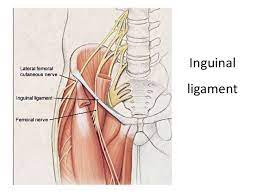 Lateral femoral
cutaneous nerve
Inguinal ligament
Femoral nerve
Inguinal
ligament